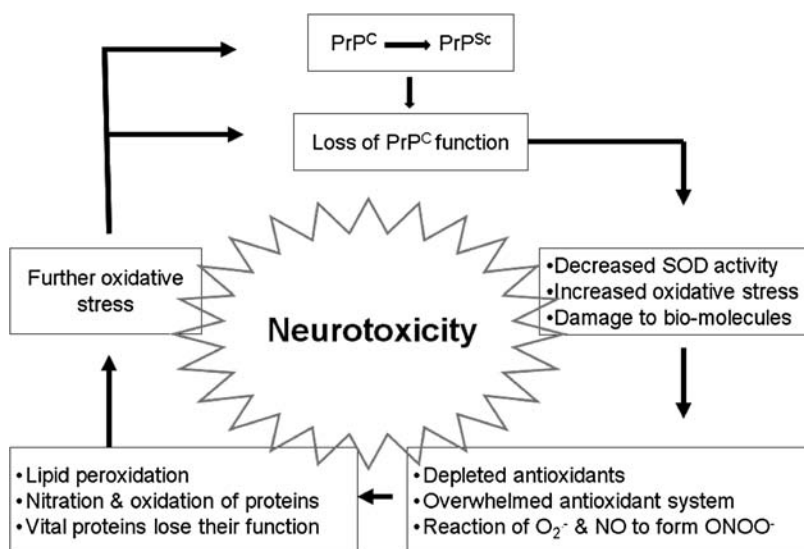 PrPC → PrPSc
Loss of PrPC function
Further oxidative
stress
Neurotoxicity
•Decreased SOD activity
•Increased oxidative stress
•Damage to bio-molecules
•Lipid peroxidation
•Nitration & oxidation of proteins
•Vital proteins lose their function
•Depleted antioxidants
•Overwhelmed antioxidant system
•Reaction of O2·- & NO to form ONOO-